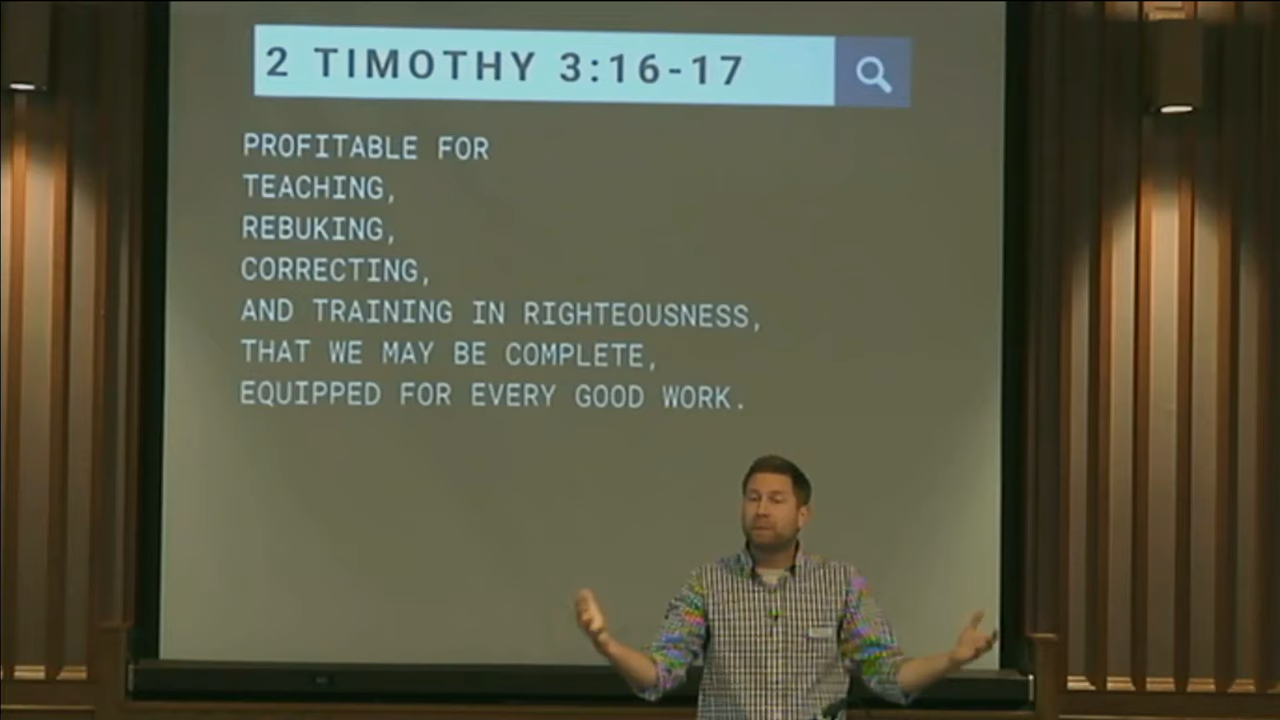 2 TIMOTHY 3:16-17
PROFITABLE FOR
TEACHING,
REBUKING,
CORRECTING,
AND TRAINING IN RIGHTEOUSNESS,
THAT WE MAY BE COMPLETE,
EQUIPPED FOR EVERY GOOD WORK.